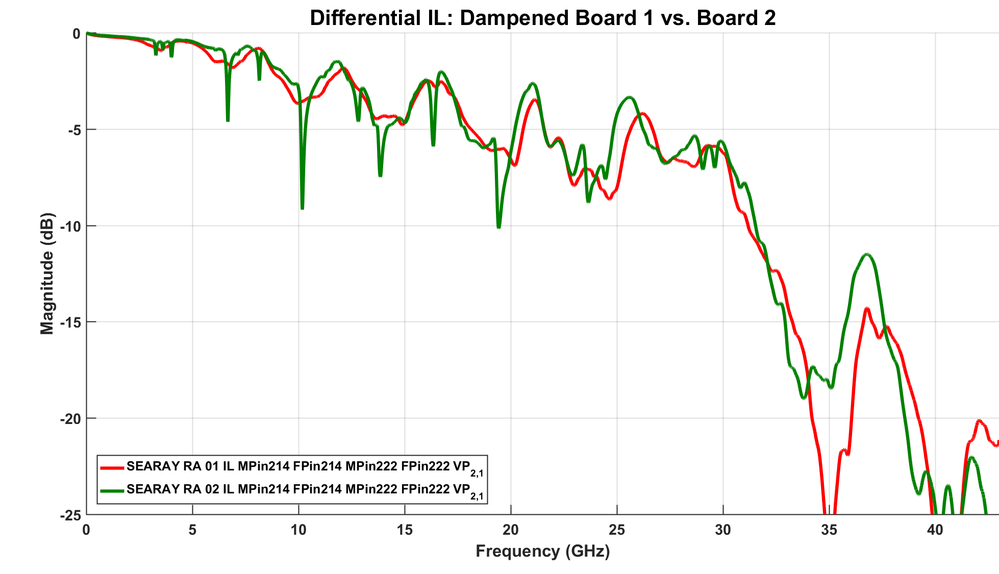 Differential IL: Dampened Board 1 vs. Board 2
Magnitude (dB)
0
-5
-10
-15
-20
-25
SEARAY RA 01 IL MPin214 FPin214 MPin222 FPin222 VP2,1
SEARAY RA 02 IL MPin214 FPin214 MPin222 FPin222 VP2,1
0 5 10 15 20 25 30 35 40
Frequency (GHz)